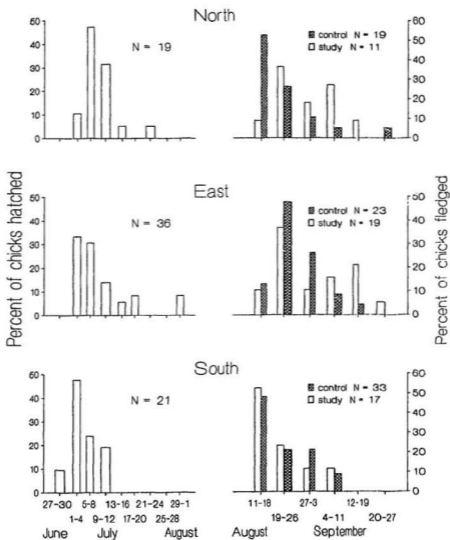 North
60
50
40
30
20
10
0
N = 19
control N = 19
study N = 11
60
50
40
30
20
10
0
East
50
40
30
20
10
0
N = 36
control N = 23
study N = 19
50
40
30
20
10
0
South
50
40
30
20
10
0
N = 21
control N = 33
study N = 17
60
50
40
30
20
10
0
Percent of chicks hatched
Percent of chicks fledged
27-30 5-8 13-16 21-24 29-1
1-4 9-12 17-20 25-28
June July August
11-18 27-3 12-19
19-26 4-11 20-27
August September